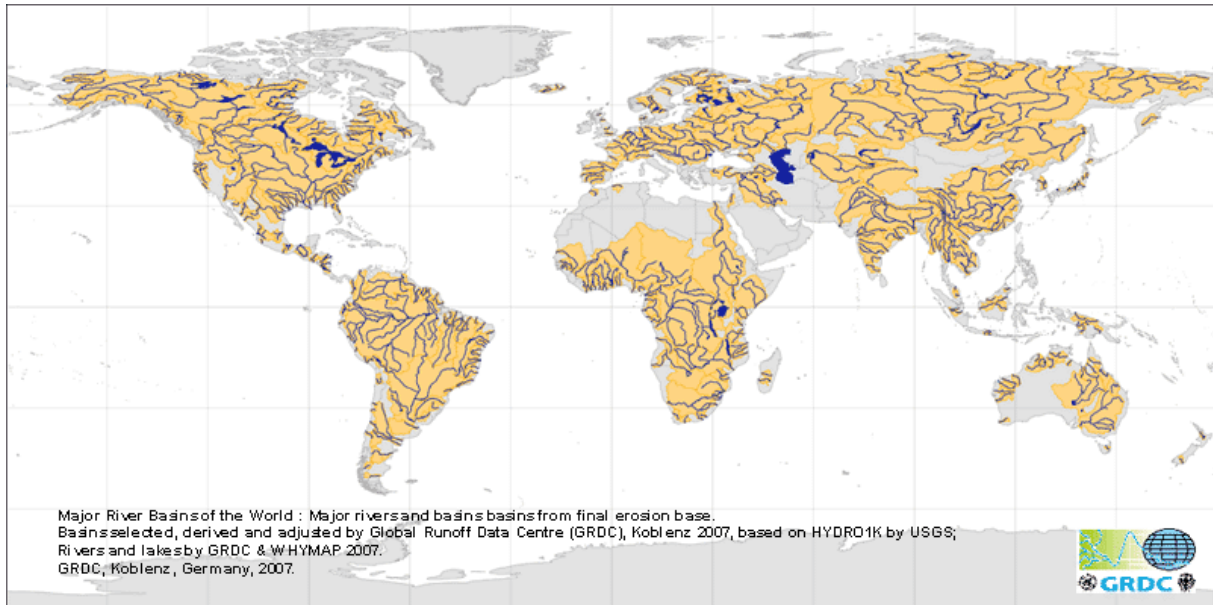 Major River Basins of the World : Major rivers and basins basins from final erosion base.
Basins selected, derived and adjusted by Global Runoff Data Centre (GRDC), Koblenz 2007, based on HYDRO1K by USGS;
Rivers and lakes by GRDC & WHYMAP 2007.
GRDC, Koblenz, Germany, 2007.
GRDC